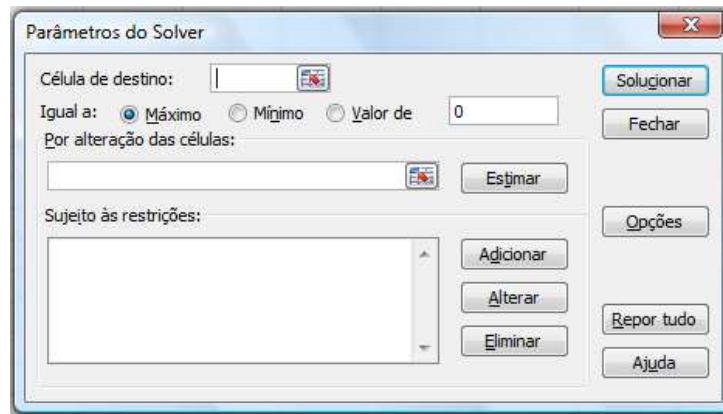 Parâmetros do Solver
Célula de destino:
Solucionar
Igual a: Máximo Mínimo Valor de 0
Fechar
Por alteração das células:
Estimar
Sujeito às restrições:
Opções
Adicionar
Alterar
Repor tudo
Eliminar
Ajuda